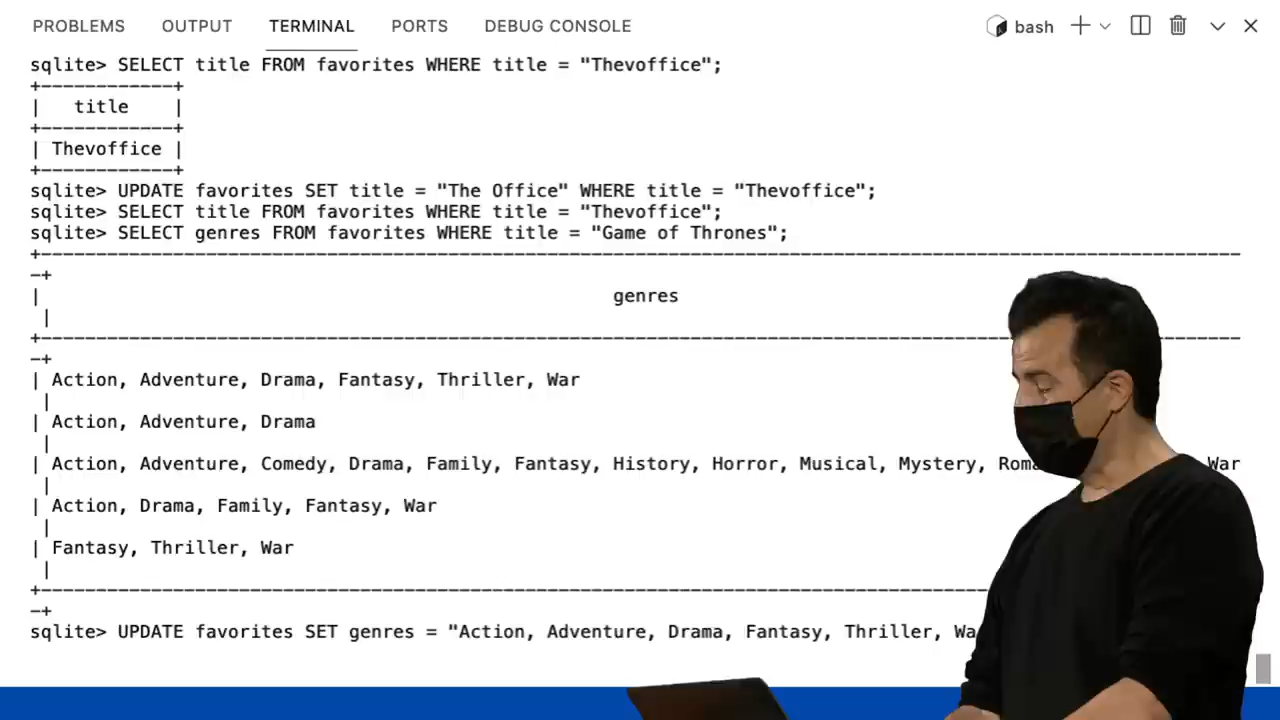 PROBLEMS OUTPUT TERMINAL PORTS DEBUG CONSOLE bash
sqlite> SELECT title FROM favorites WHERE title = "Thevoffice";
+------------+
| title |
+------------+
| Thevoffice |
+------------+
sqlite> UPDATE favorites SET title = "The Office" WHERE title = "Thevoffice";
sqlite> SELECT title FROM favorites WHERE title = "Thevoffice";
sqlite> SELECT genres FROM favorites WHERE title = "Game of Thrones";
| genres
|
| Action, Adventure, Drama, Fantasy, Thriller, War
|
| Action, Adventure, Drama
|
| Action, Adventure, Comedy, Drama, Family, Fantasy, History, Horror, Musical, Mystery, War
|
| Action, Drama, Family, Fantasy, War
|
| Fantasy, Thriller, War
|
sqlite> UPDATE favorites SET genres = "Action, Adventure, Drama, Fantasy, Thriller,